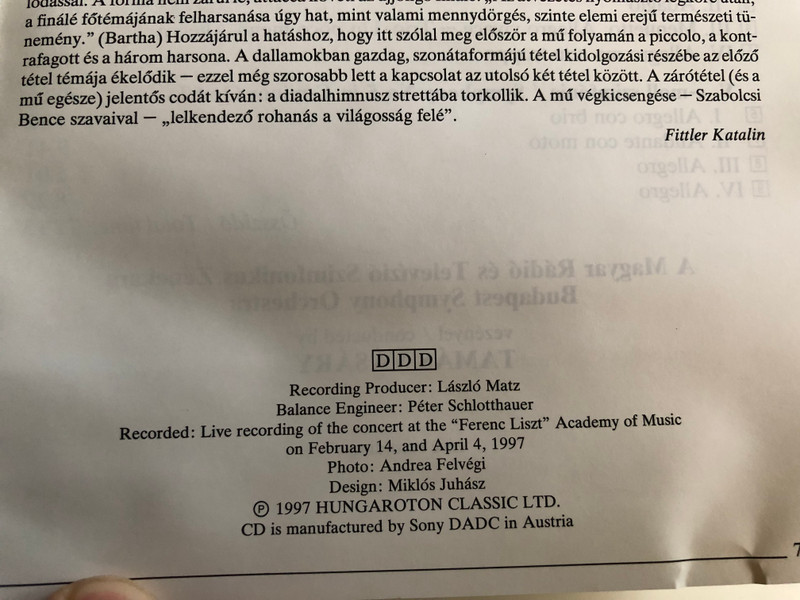 a finálé főtémájának felharsanása úgy hat, mint valami mennydörgés, szinte elemi erejű természeti tü-
nemény.” (Bartha) Hozzájárul a hatáshoz, hogy itt szólal meg először a mű folyamán a piccolo, a kont-
rafagott és a három harsona. A dallamokban gazdag, szonátaformájú tétel kidolgozási részébe az előző
tétel témája ékelődik — ezzel még szorosabb lett a kapcsolat az utolsó két tétel között. A zárótétel (és a
mű egésze) jelentős codát kíván: a diadalhimnusz strettába torkollik. A mű végkicsengése — Szabolcsi
Bence szavaival — „lelkendező rohanás a világosság felé”.
Fittler Katalin
DDD
Recording Producer: László Matz
Balance Engineer: Péter Schlotthauer
Recorded: Live recording of the concert at the “Ferenc Liszt” Academy of Music
on February 14, and April 4, 1997
Photo: Andrea Felvégi
Design: Miklós Juhász
℗ 1997 HUNGAROTON CLASSIC LTD.
CD is manufactured by Sony DADC in Austria
7